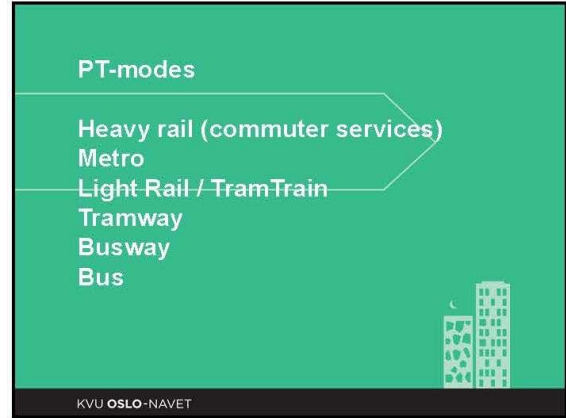 PT-modes
Heavy rail (commuter services)
Metro
Light Rail / TramTrain
Tramway
Busway
Bus
KVU OSLO-NAVET